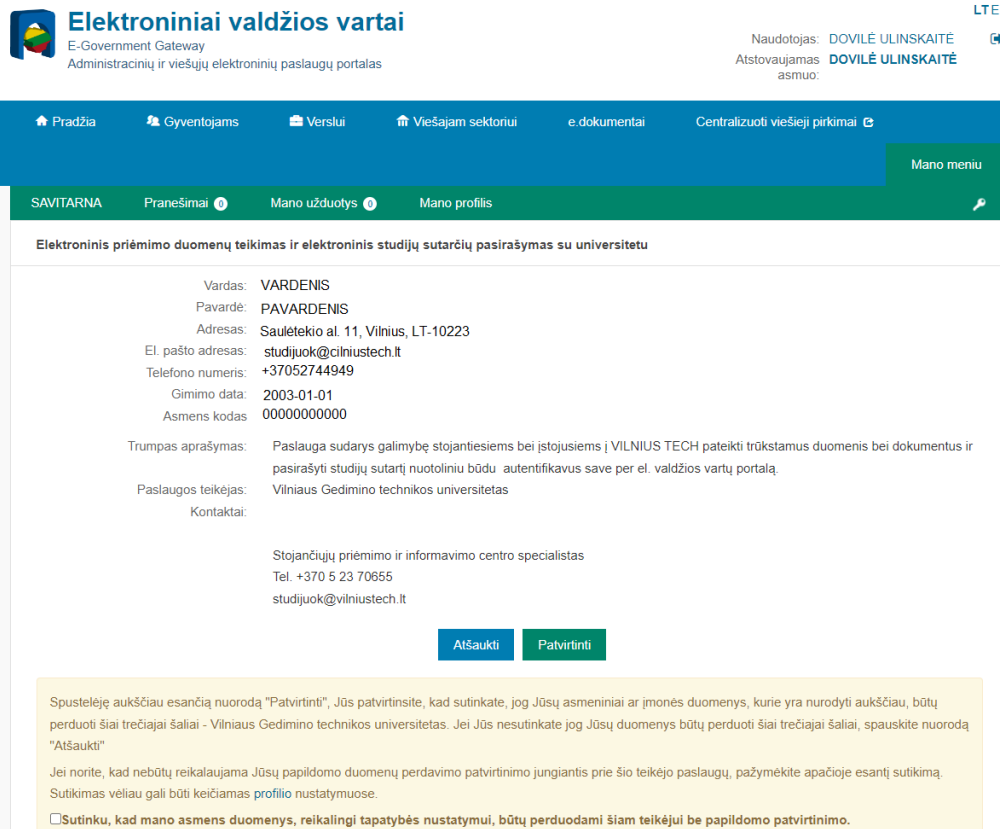 LT E
Elektroniniai valdžios vartai
E-Government Gateway
Administracinių ir viešųjų elektroninių paslaugų portalas
Naudotojas: DOVILĖ ULINSKAITĖ
Atstovaujamas DOVILĖ ULINSKAITĖ
asmuo:
Pradžia Gyventojams Verslui Viešajam sektoriui e.dokumentai Centralizuoti viešieji pirkimai
Mano meniu
SAVITARNA Pranešimai 0 Mano užduotys 0 Mano profilis
Elektroninis priėmimo duomenų teikimas ir elektroninis studijų sutarčių pasirašymas su universitetu
Vardas: VARDENIS
Pavardė: PAVARDENIS
Adresas: Saulėtekio al. 11, Vilnius, LT-10223
El. pašto adresas: studijuok@cilniustech.lt
Telefono numeris: +37052744949
Gimimo data: 2003-01-01
Asmens kodas 00000000000
Trumpas aprašymas: Paslauga sudarys galimybę stojantiesiems bei įstojusiems į VILNIUS TECH pateikti trūkstamus duomenis bei dokumentus ir
pasirašyti studijų sutartį nuotoliniu būdu autentifikavus save per el. valdžios vartų portalą.
Paslaugos teikėjas: Vilniaus Gedimino technikos universitetas
Kontaktai:
Stojančiųjų priėmimo ir informavimo centro specialistas
Tel. +370 5 23 70655
studijuok@vilniustech.lt
Atšaukti Patvirtinti
Spustelėję aukščiau esančią nuorodą "Patvirtinti", Jūs patvirtinsite, kad sutinkate, jog Jūsų asmeniniai ar įmonės duomenys, kurie yra nurodyti aukščiau, būtų
perduoti šiai trečiajai šaliai - Vilniaus Gedimino technikos universitetas. Jei Jūs nesutinkate jog Jūsų duomenys būtų perduoti šiai trečiajai šaliai, spauskite nuorodą
"Atšaukti"
Jei norite, kad nebūtų reikalaujama Jūsų papildomo duomenų perdavimo patvirtinimo jungiantis prie šio teikėjo paslaugų, pažymėkite apačioje esantį sutikimą.
Sutikimas vėliau gali būti keičiamas profilio nustatymuose.
Sutinku, kad mano asmens duomenys, reikalingi tapatybės nustatymui, būtų perduodami šiam teikėjui be papildomo patvirtinimo.